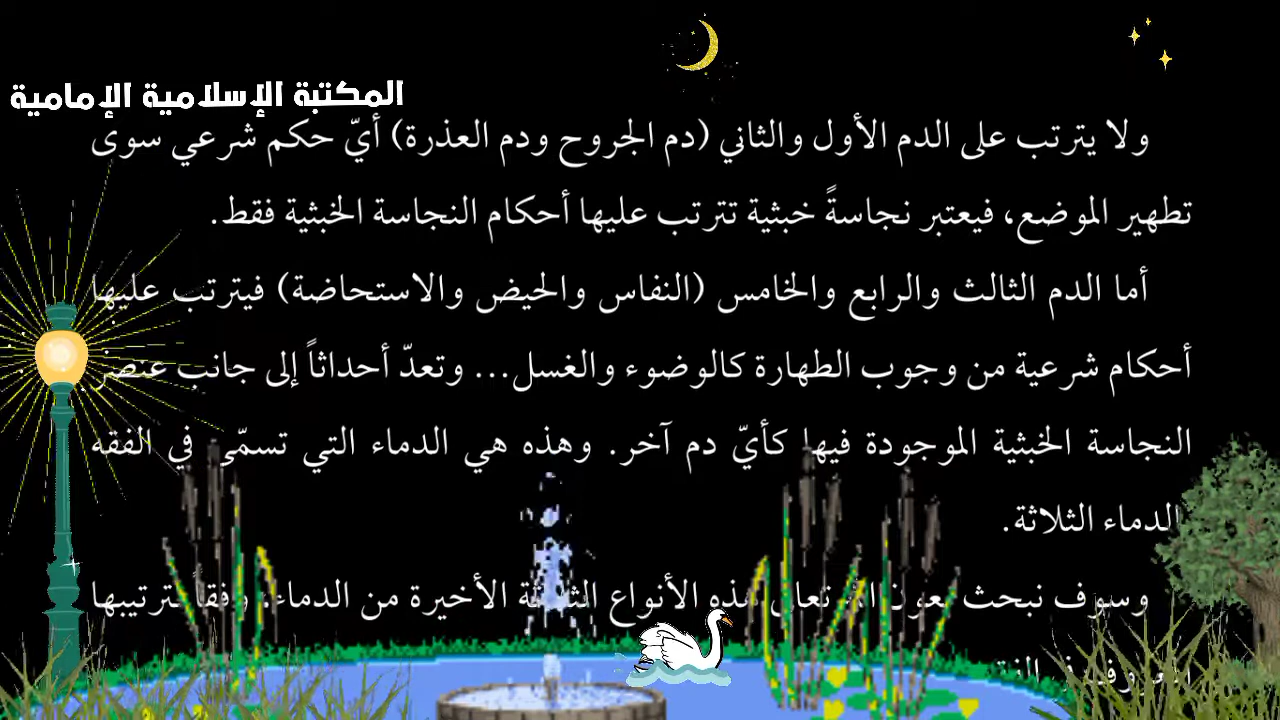 المكتبة الإسلامية الإمامية
ولا يترتب على الدم الأول والثاني (دم الجروح ودم العذرة) أيّ حكم شرعي سوى
تطهير الموضع، فيعتبر نجاسةً خبثية تترتب عليها أحكام النجاسة الخبثية فقط.
أما الدم الثالث والرابع والخامس (النفاس والحيض والاستحاضة) فيترتب عليها
أحكام شرعية من وجوب الطهارة كالوضوء والغسل... وتعدّ أحداثاً إلى جانب عنصر
النجاسة الخبثية الموجودة فيها كأيّ دم آخر. وهذه هي الدماء التي تسمّى في الفقه
الدماء الثلاثة.
وسوف نبحث تعالى هذه الأنواع الثلاثة الأخيرة من الدماء، وفقاً لترتيبها